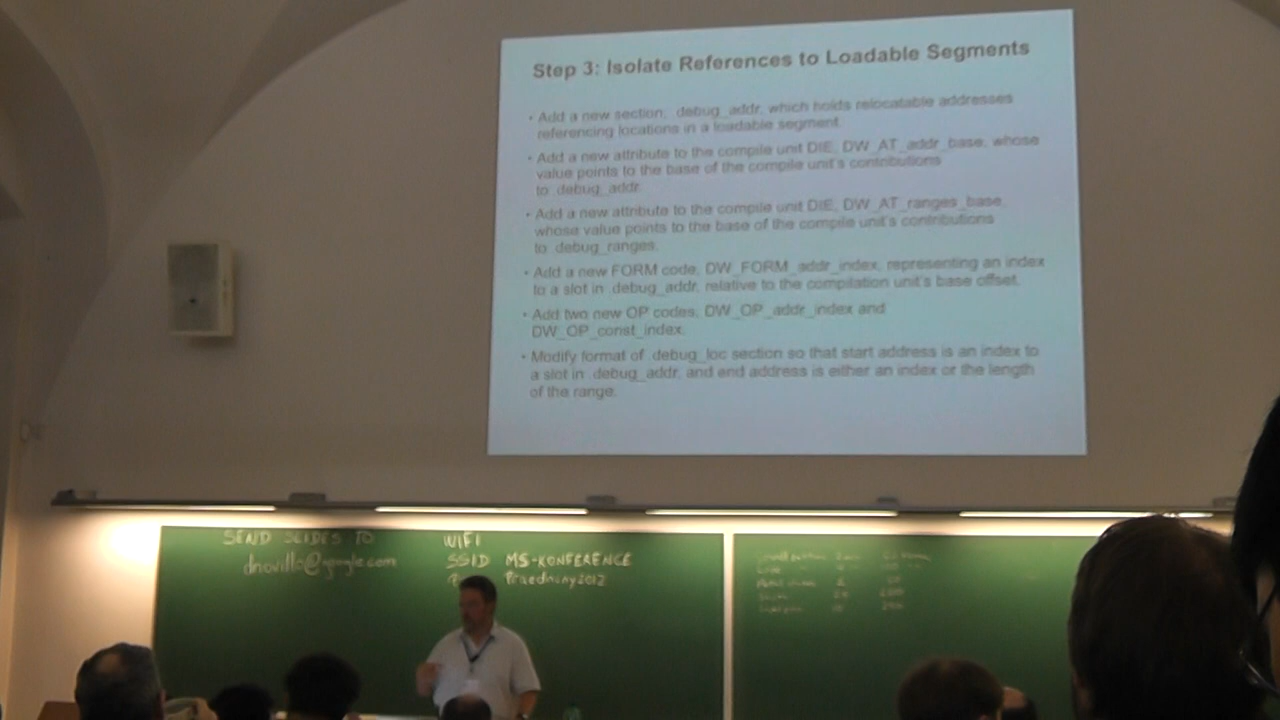 Step 3: Isolate References to Loadable Segments
• Add a new section, .debug_addr, which holds relocatable addresses
referencing locations in a loadable segment.
• Add a new attribute to the compile unit DIE, DW_AT_addr_base, whose
value points to the base of the compile unit's contributions
to .debug_addr.
• Add a new attribute to the compile unit DIE, DW_AT_ranges_base,
whose value points to the base of the compile unit's contributions
to .debug_ranges.
• Add a new FORM code, DW_FORM_addr_index, representing an index
to a slot in .debug_addr, relative to the compilation unit's base offset.
• Add two new OP codes, DW_OP_addr_index and
DW_OP_const_index.
• Modify format of .debug_loc section so that start address is an index to
a slot in .debug_addr, and end address is either an index or the length
of the range.
SEND SLIDES TO
dnovillo@google.com
WIFI
SSID MS-KONFERENCE